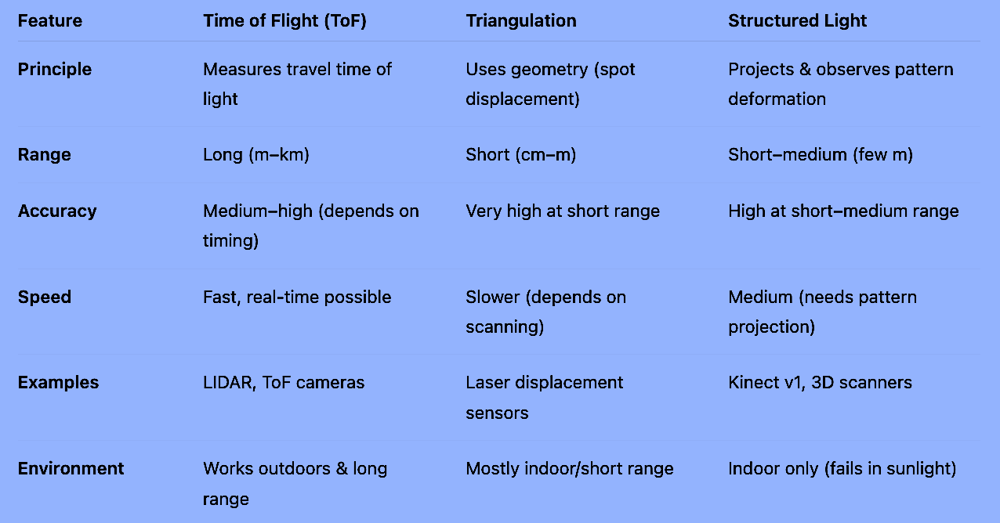 Feature Time of Flight (ToF) Triangulation Structured Light
Principle Measures travel time of light Uses geometry (spot displacement) Projects & observes pattern deformation
Range Long (m–km) Short (cm–m) Short–medium (few m)
Accuracy Medium–high (depends on timing) Very high at short range High at short–medium range
Speed Fast, real-time possible Slower (depends on scanning) Medium (needs pattern projection)
Examples LIDAR, ToF cameras Laser displacement sensors Kinect v1, 3D scanners
Environment Works outdoors & long range Mostly indoor/short range Indoor only (fails in sunlight)